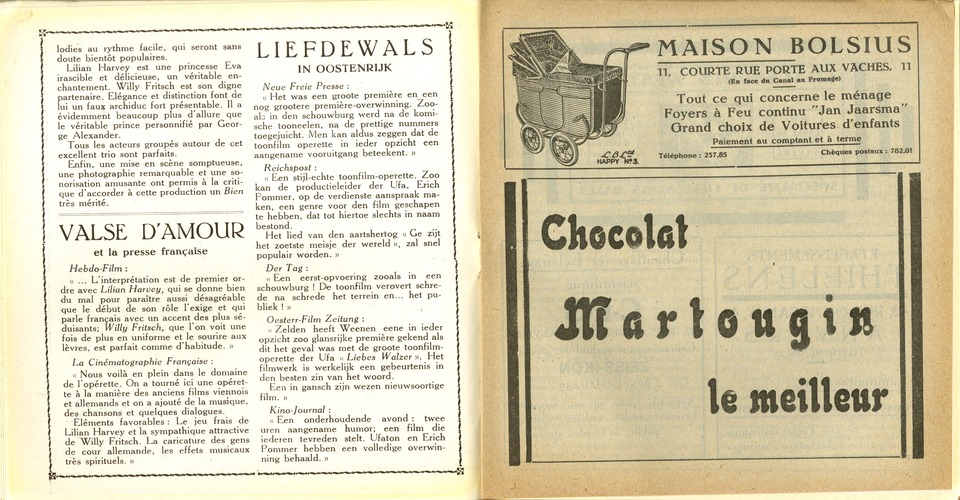 lodies au rythme facile, qui seront sans
doute bientôt populaires.
Lilian Harvey est une princesse Eva
irascible et délicieuse, un véritable en-
chantement. Willy Fritsch est son digne
partenaire. Elégance et distinction font de
lui un faux archiduc fort présentable. Il a
évidemment beaucoup plus d'allure que
le véritable prince personnifié par Geor-
ge Alexander.
Tous les acteurs groupés autour de cet
excellent trio sont parfaits.
Enfin, une mise en scène somptueuse,
une photographie remarquable et une so-
norisation amusante ont permis à la criti-
que d'accorder à cette production un Bien
très mérité.
VALSE D'AMOUR
et la presse française
Hebdo-Film :
« ... L'interprétation est de premier or-
dre avec Lilian Harvey, qui se donne bien
du mal pour paraître aussi désagréable
que le début de son rôle l'exige et qui
parle français avec un accent des plus sé-
duisants; Willy Fritsch, que l'on voit une
fois de plus en uniforme et le sourire aux
lèvres, est parfait comme d'habitude. »
La Cinématographie Française :
« Nous voilà en plein dans le domaine
de l'opérette. On a tourné ici une opéret-
te à la manière des anciens films viennois
et allemands et on a ajouté de la musique,
des chansons et quelques dialogues.
Eléments favorables : Le jeu frais de
Lilian Harvey et la sympathique attractive
de Willy Fritsch. La caricature des gens
de cour allemande, les effets musicaux
très spirituels. »
LIEFDEWALS
IN OOSTENRIJK
Neue Freie Presse :
« Het was een groote première en een
nog grootere première-overwinning. Zoo-
als in den schouwburg werd na de komi-
sche tooneelen, na de prettige nummers
toegejuicht. Men kan aldus zeggen dat de
toonfilm operette in ieder opzicht een
aangename vooruitgang beteekent. »
Reichspost :
« Een stijl-echte toonfilm-operette. Zoo
kan de productieleider der Ufa, Erich
Pommer, op de verdienste aanspraak ma-
ken, een genre voor den film geschapen
te hebben, dat tot hiertoe slechts in naam
bestond.
Het lied van den aartshertog « Ge zijt
het zoetste meisje der wereld », zal snel
populair worden. »
Der Tag :
« Een eerst-opvoering zooals in een
schouwburg ! De toonfilm verovert schre-
de na schrede het terrein en... het pu-
bliek ! »
Oesterr-Film Zeitung :
« Zelden heeft Weenen eene in ieder
opzicht zoo glansrijke première gekend als
dit het geval was met de groote toonfilm-
operette der Ufa « Liebes Walzer ». Het
filmwerk is werkelijk een gebeurtenis in
den besten zin van het woord.
Een in gansch zijn wezen nieuwsoortige
film. »
Kino-Journal :
« Een onderhoudende avond : twee
uren aangename humor; een film die
iederen tevreden stelt. Ufaton en Erich
Pommer hebben een volledige overwin-
ning behaald. »
MAISON BOLSIUS
11, COURTE RUE PORTE AUX VACHES, 11
(En face du Canal au Fromage)
Tout ce qui concerne le ménage
Foyers à Feu continu "Jan Jaarsma"
Grand choix de Voitures d'enfants
Paiement au comptant et à terme
Téléphone : 257,85 Chèques postaux : 782,01
L.B. Ltd
HAPPY No 3.
Chocolat
Martougin
le meilleur